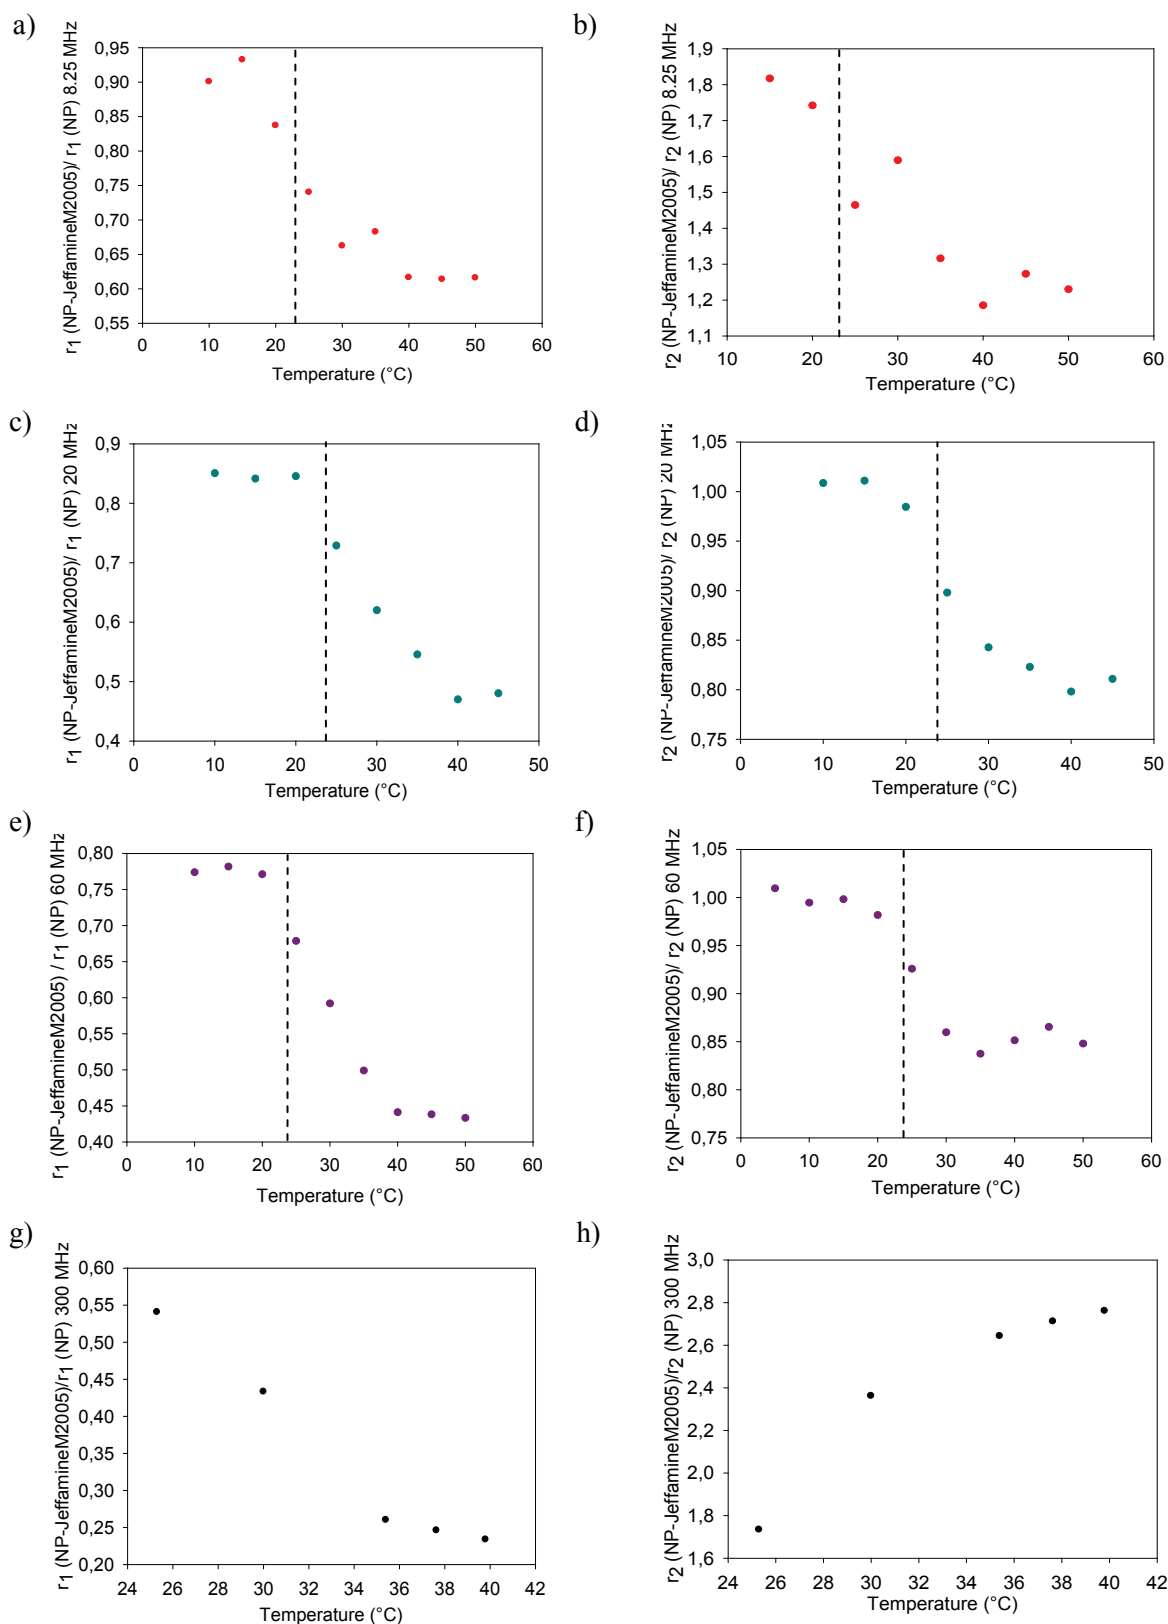 a)
r1 (NP-JeffamineM2005)/ r1 (NP) 8.25 MHz
0,95
0,90
0,85
0,80
0,75
0,70
0,65
0,60
0,55
0 10 20 30 40 50 60
Temperature (°C)
b)
r2 (NP-JeffamineM2005)/ r2 (NP) 8.25 MHz
1,9
1,8
1,7
1,6
1,5
1,4
1,3
1,2
1,1
10 20 30 40 50 60
Temperature (°C)
c)
r1 (NP-JeffamineM2005)/ r1 (NP) 20 MHz
0,9
0,8
0,7
0,6
0,5
0,4
0 10 20 30 40 50
Temperature (°C)
d)
r2 (NP-JeffamineM2005)/ r2 (NP) 20 MHz
1,05
1,00
0,95
0,90
0,85
0,80
0,75
0 10 20 30 40 50
Temperature (°C)
e)
r1 (NP-JeffamineM2005) / r1 (NP) 60 MHz
0,80
0,75
0,70
0,65
0,60
0,55
0,50
0,45
0,40
0 10 20 30 40 50 60
Temperature (°C)
f)
r2 (NP-JeffamineM2005)/ r2 (NP) 60 MHz
1,05
1,00
0,95
0,90
0,85
0,80
0,75
0 10 20 30 40 50 60
Temperature (°C)
g)
r1 (NP-JeffamineM2005)/r1 (NP) 300 MHz
0,60
0,55
0,50
0,45
0,40
0,35
0,30
0,25
0,20
24 26 28 30 32 34 36 38 40 42
Temperature (°C)
h)
r2 (NP-JeffamineM2005)/r2 (NP) 300 MHz
3,0
2,8
2,6
2,4
2,2
2,0
1,8
1,6
24 26 28 30 32 34 36 38 40 42
Temperature (°C)